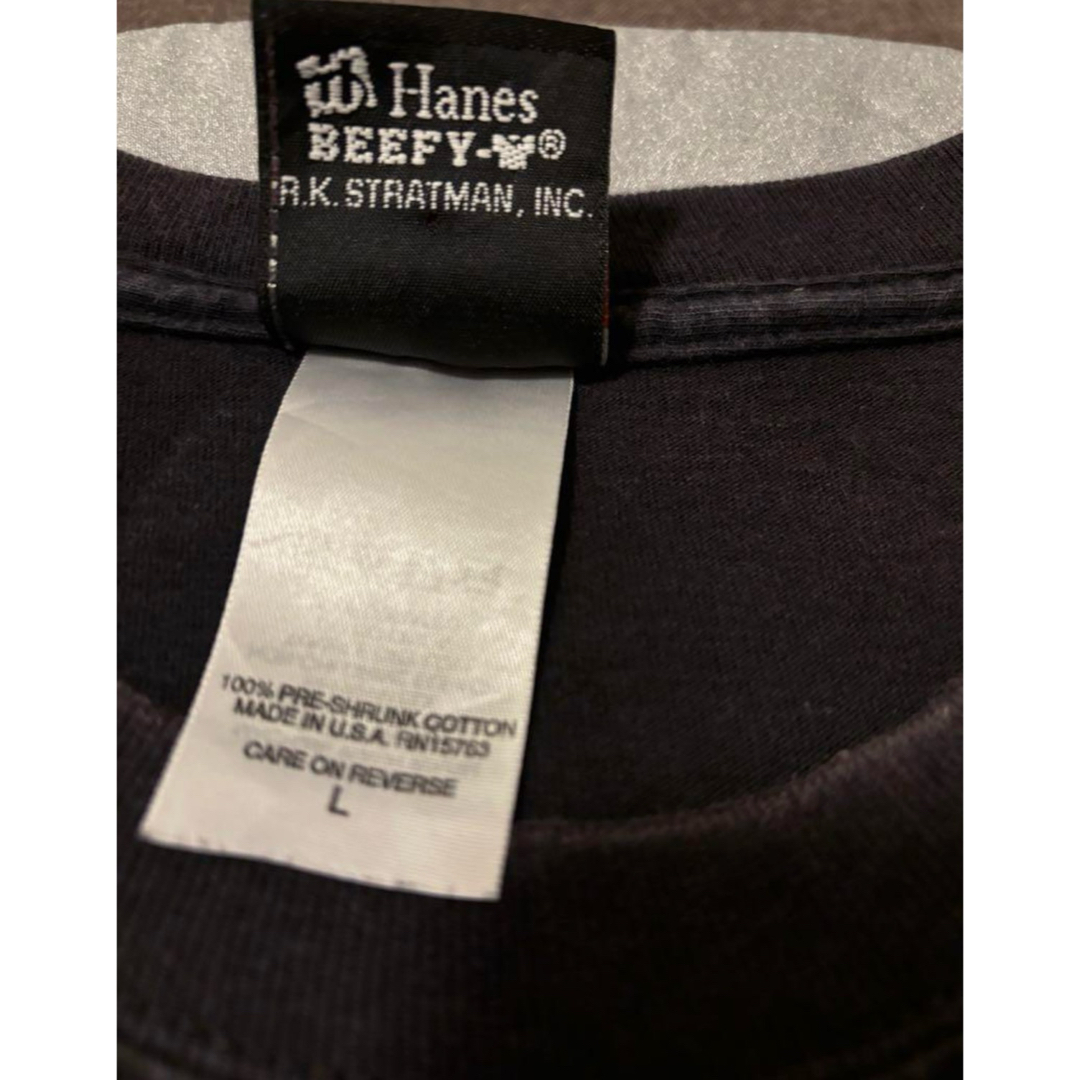 Hanes
BEEFY-T®
R.K. STRATMAN, INC.
100% PRE-SHRUNK COTTON
MADE IN U.S.A. RN15763
CARE ON REVERSE
L